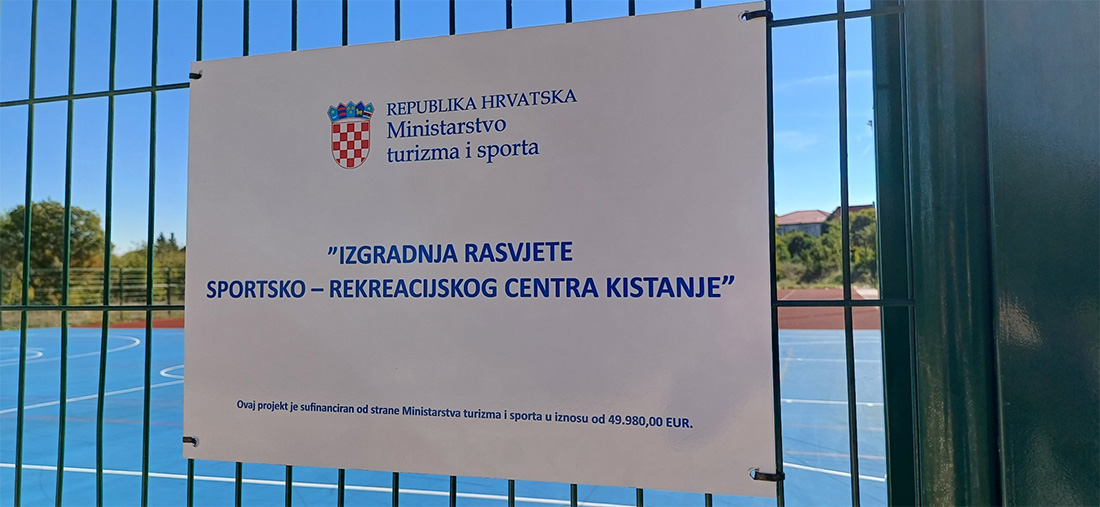 REPUBLIKA HRVATSKA
Ministarstvo
turizma i sporta
”IZGRADNJA RASVJETE
SPORTSKO – REKREACIJSKOG CENTRA KISTANJE”
Ovaj projekt je sufinanciran od strane Ministarstva turizma i sporta u iznosu od 49.980,00 EUR.